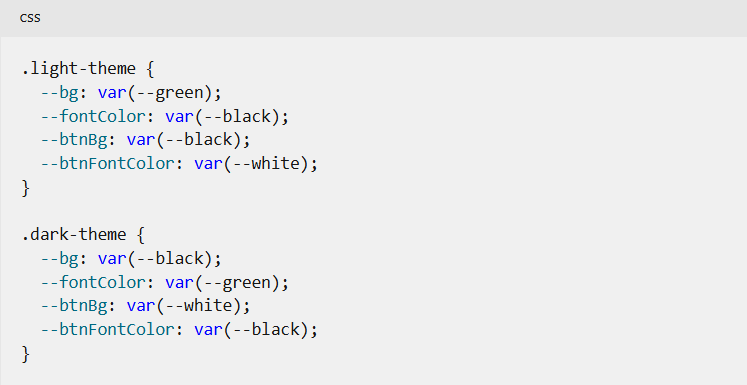 css
.light-theme {
  --bg: var(--green);
  --fontColor: var(--black);
  --btnBg: var(--black);
  --btnFontColor: var(--white);
}
.dark-theme {
  --bg: var(--black);
  --fontColor: var(--green);
  --btnBg: var(--white);
  --btnFontColor: var(--black);
}